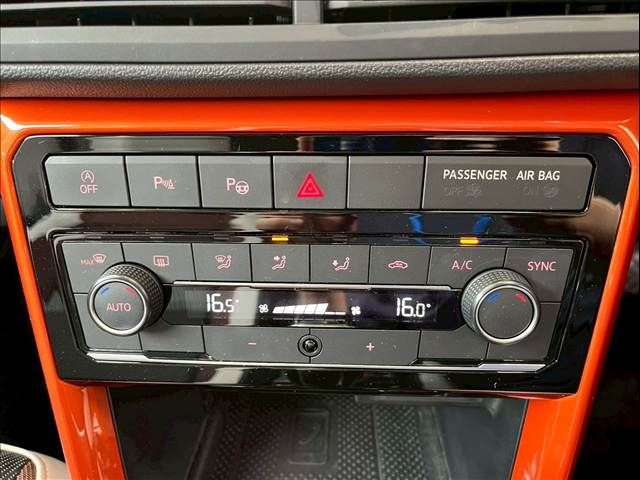 OFF
P
P
PASSENGER AIR BAG
OFF ON
MAX
A/C SYNC
AUTO
16.5° 16.0°
- +